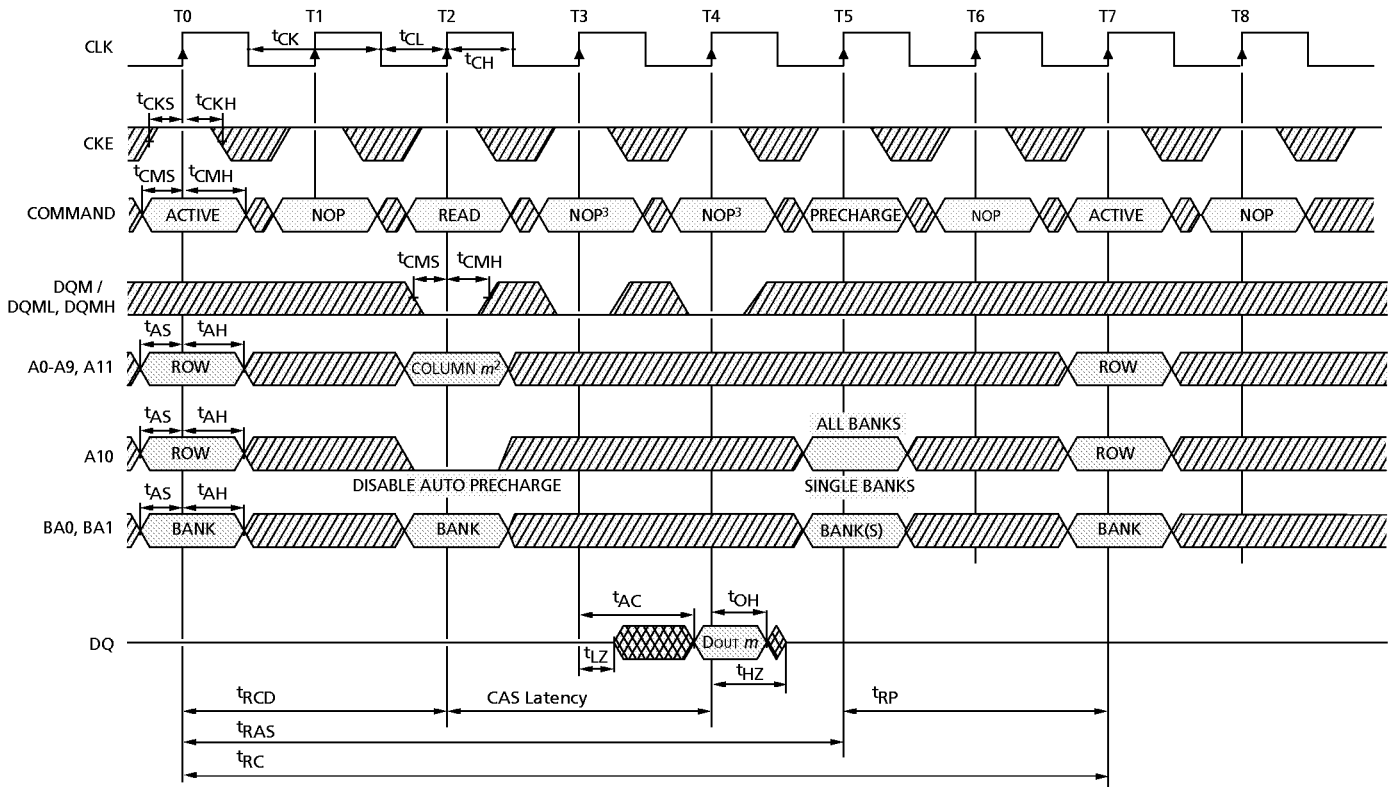 T0 T1 T2 T3 T4 T5 T6 T7 T8
CLK
tCK tCL
tCH
tCKS tCKH
CKE
tCMS tCMH
COMMAND ACTIVE NOP READ NOP³ NOP³ PRECHARGE NOP ACTIVE NOP
tCMS tCMH
DQM /
DQML, DQMH
tAS tAH
A0-A9, A11 ROW COLUMN m² ROW
tAS tAH
ALL BANKS
A10 ROW ROW
DISABLE AUTO PRECHARGE SINGLE BANKS
tAS tAH
BA0, BA1 BANK BANK BANK(S) BANK
tAC tOH
DQ DOUT m
tLZ tHZ
tRCD CAS Latency tRP
tRAS
tRC